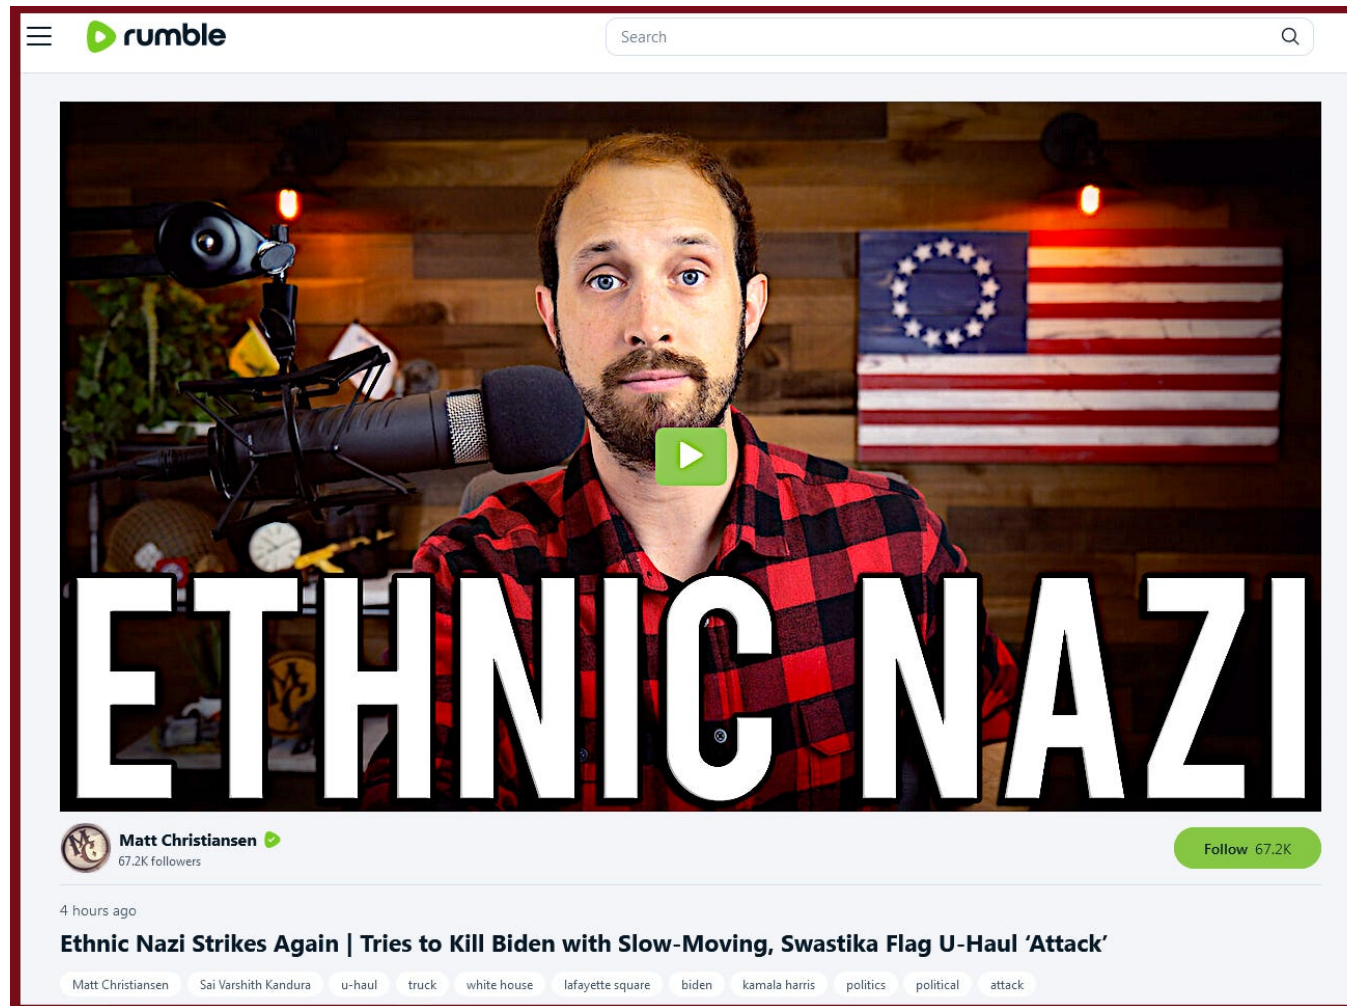 rumble
Search
ETHNIC NAZI
Matt Christiansen
67.2K followers
Follow 67.2K
4 hours ago
Ethnic Nazi Strikes Again | Tries to Kill Biden with Slow-Moving, Swastika Flag U-Haul ‘Attack’
Matt Christiansen Sai Varshith Kandura u-haul truck white house lafayette square biden kamala harris politics political attack